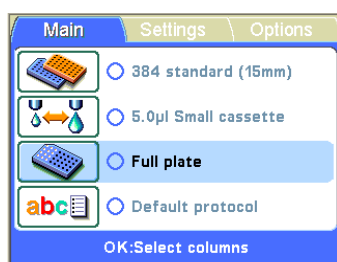 Main Settings Options
384 standard (15mm)
5.0µl Small cassette
Full plate
abc Default protocol
OK:Select columns